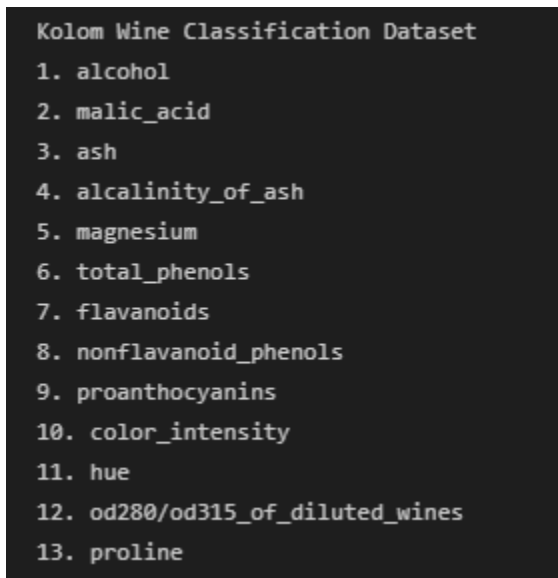 Kolom Wine Classification Dataset
1. alcohol
2. malic_acid
3. ash
4. alcalinity_of_ash
5. magnesium
6. total_phenols
7. flavanoids
8. nonflavanoid_phenols
9. proanthocyanins
10. color_intensity
11. hue
12. od280/od315_of_diluted_wines
13. proline